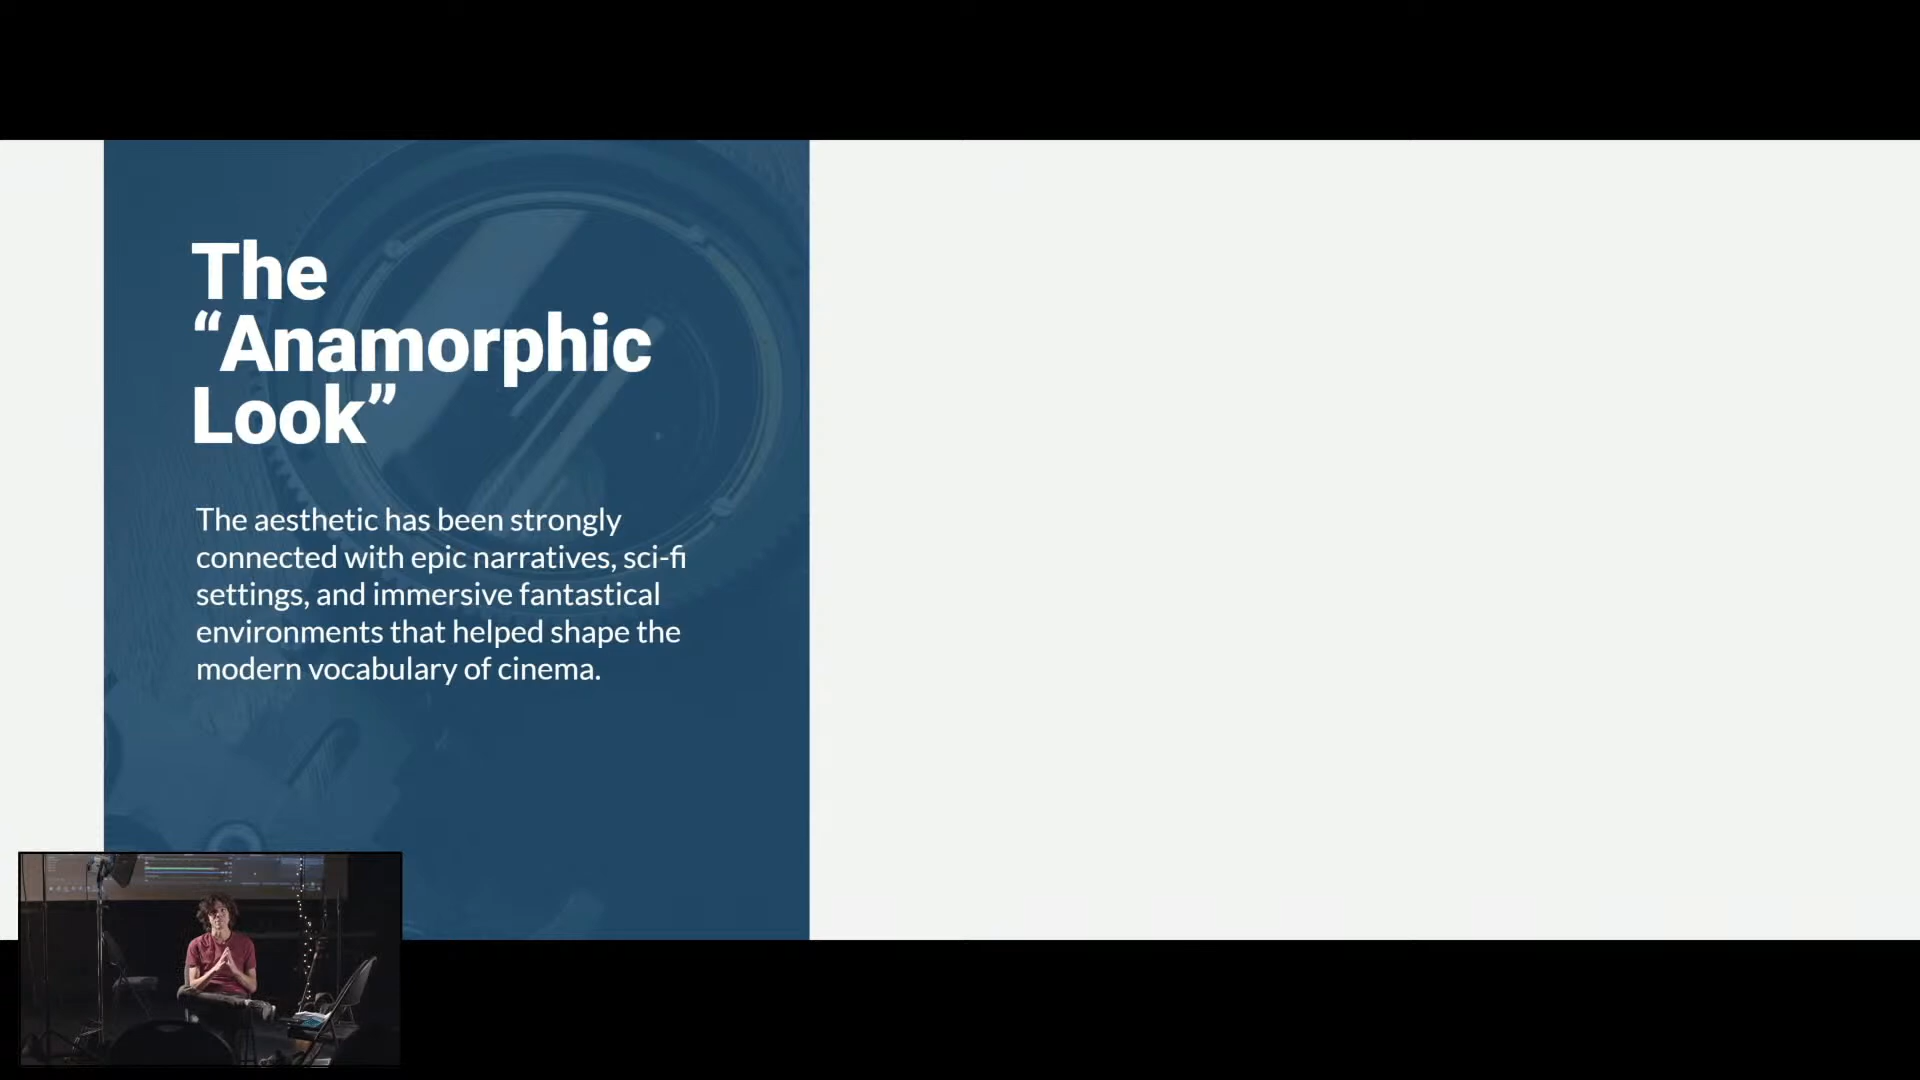 The
“Anamorphic
Look”
The aesthetic has been strongly
connected with epic narratives, sci-fi
settings, and immersive fantastical
environments that helped shape the
modern vocabulary of cinema.